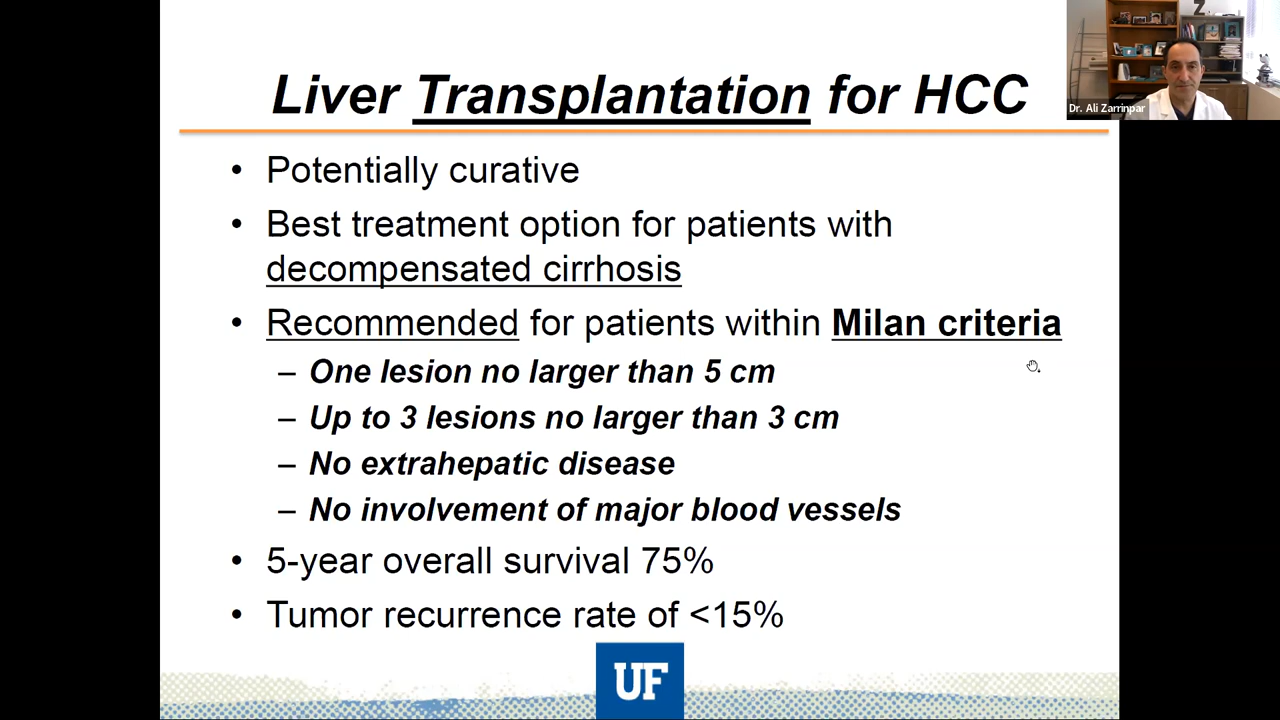 Liver Transplantation for HCC
Dr. Ali Zarrinpar
• Potentially curative
• Best treatment option for patients with
decompensated cirrhosis
• Recommended for patients within Milan criteria
– One lesion no larger than 5 cm
– Up to 3 lesions no larger than 3 cm
– No extrahepatic disease
– No involvement of major blood vessels
• 5-year overall survival 75%
• Tumor recurrence rate of <15%
UF